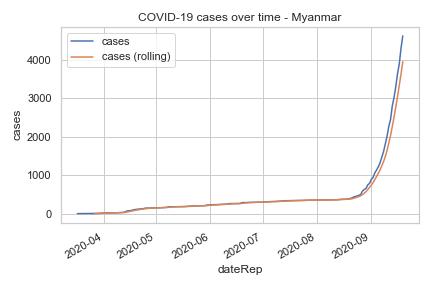 COVID-19 cases over time - Myanmar
cases
cases (rolling)
4000
3000
2000
1000
0
cases
2020-04
2020-05
2020-06
2020-07
2020-08
2020-09
dateRep